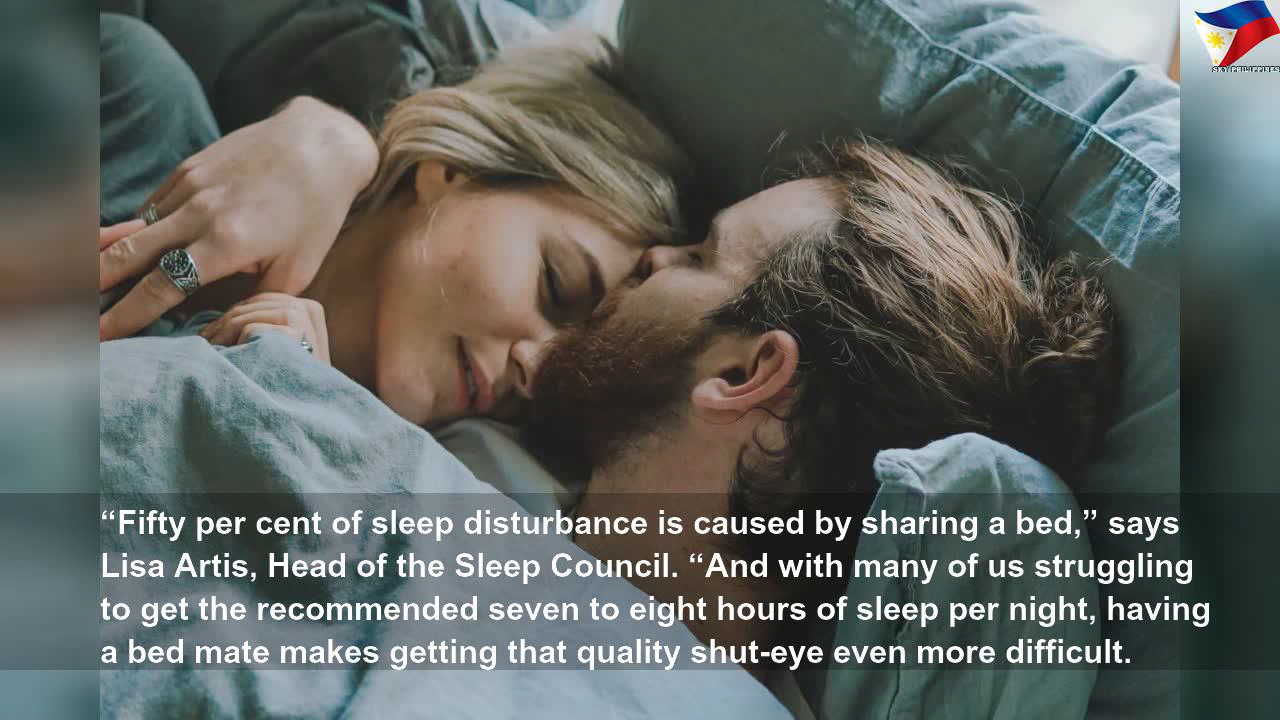 SKY PHILIPPINES
“Fifty per cent of sleep disturbance is caused by sharing a bed,” says
Lisa Artis, Head of the Sleep Council. “And with many of us struggling
to get the recommended seven to eight hours of sleep per night, having
a bed mate makes getting that quality shut-eye even more difficult.